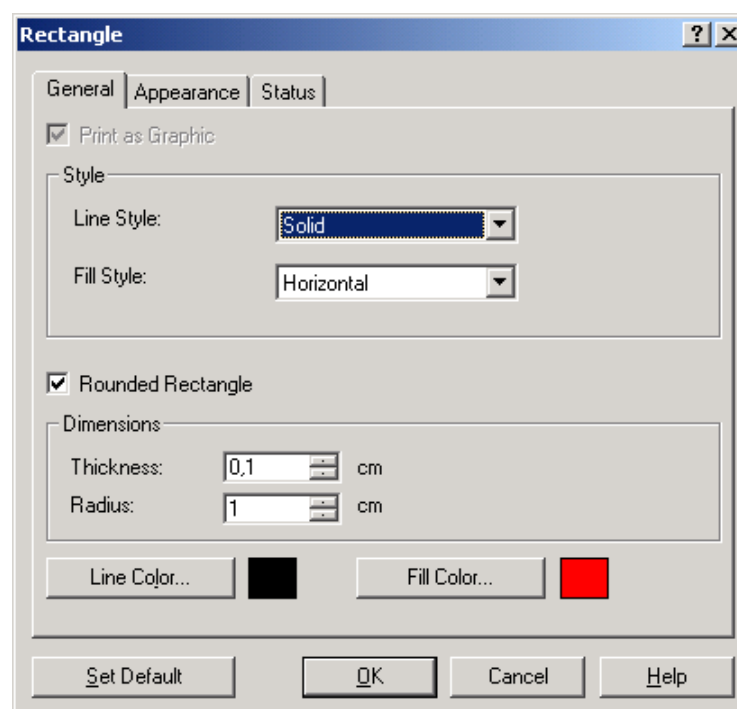 Rectangle
General Appearance Status
Print as Graphic
Style
Line Style: Solid
Fill Style: Horizontal
Rounded Rectangle
Dimensions
Thickness: 0,1 cm
Radius: 1 cm
Line Color... Fill Color...
Set Default OK Cancel Help